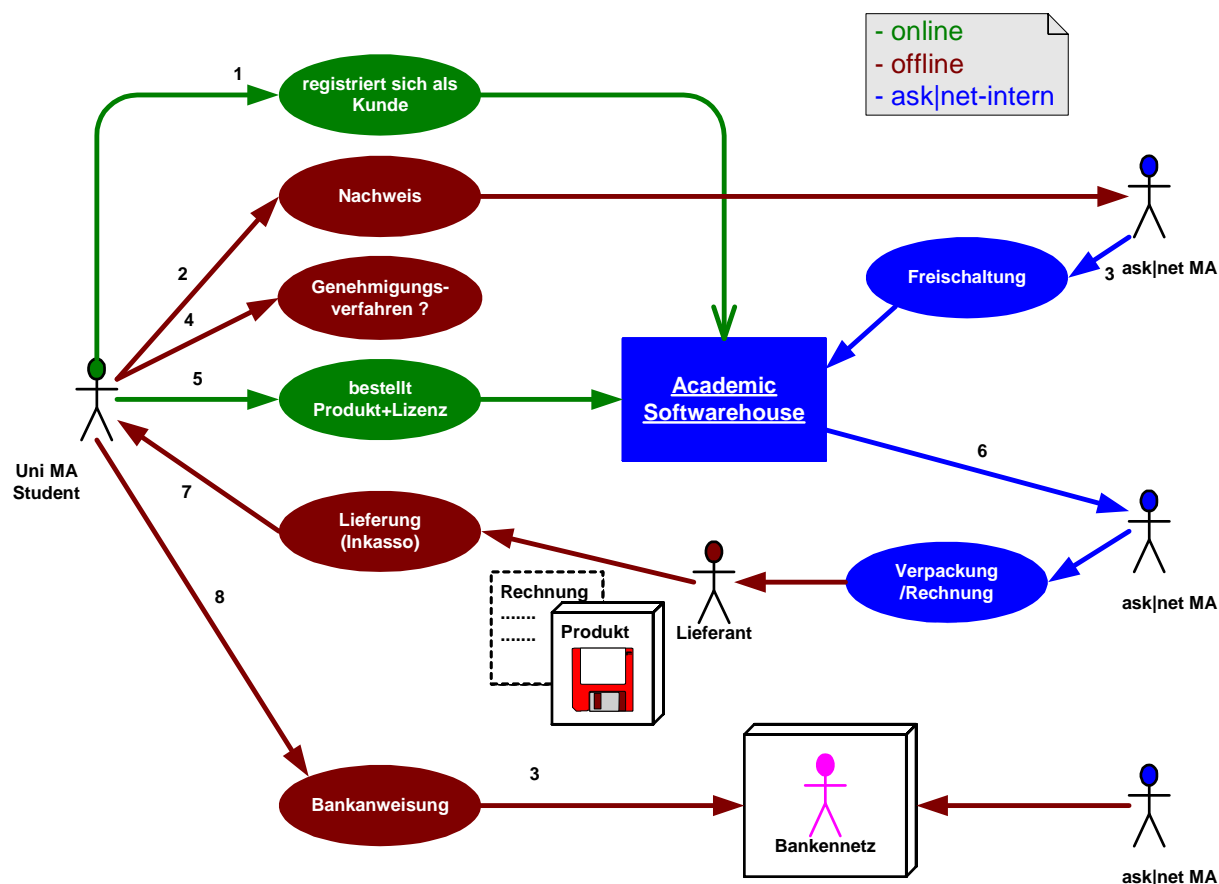 - online
- offline
- ask|net-intern
1
registriert sich als
Kunde
Nachweis
2
3
ask|net MA
Freischaltung
Genehmigungs-
verfahren ?
4
5
bestellt
Produkt+Lizenz
Academic
Softwarehouse
6
Uni MA
Student
7
Lieferung
(Inkasso)
Verpackung
/Rechnung
ask|net MA
Rechnung
.......
.......
Produkt
Lieferant
8
3
Bankanweisung
Bankennetz
ask|net MA